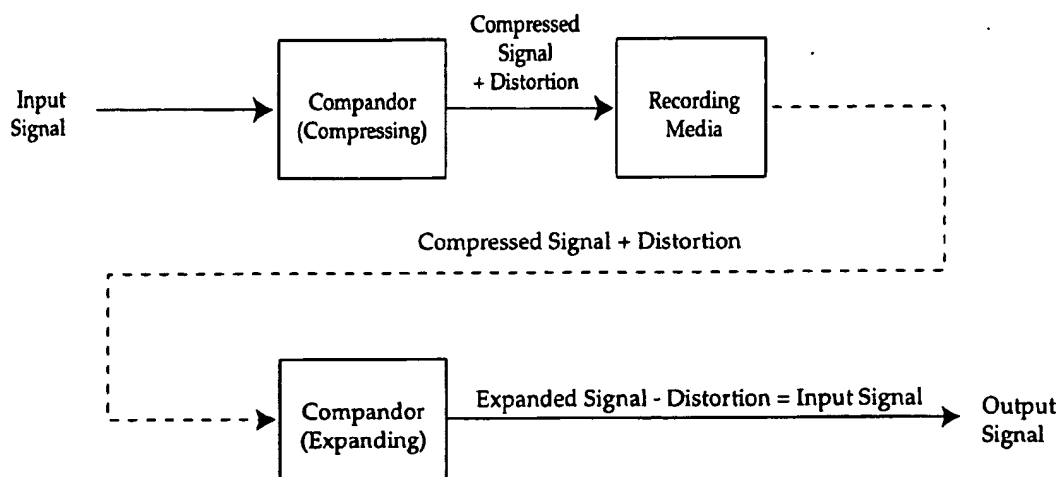 Input
Signal
Compandor
(Compressing)
Compressed
Signal
+ Distortion
Recording
Media
Compressed Signal + Distortion
Compandor
(Expanding)
Expanded Signal - Distortion = Input Signal
Output
Signal